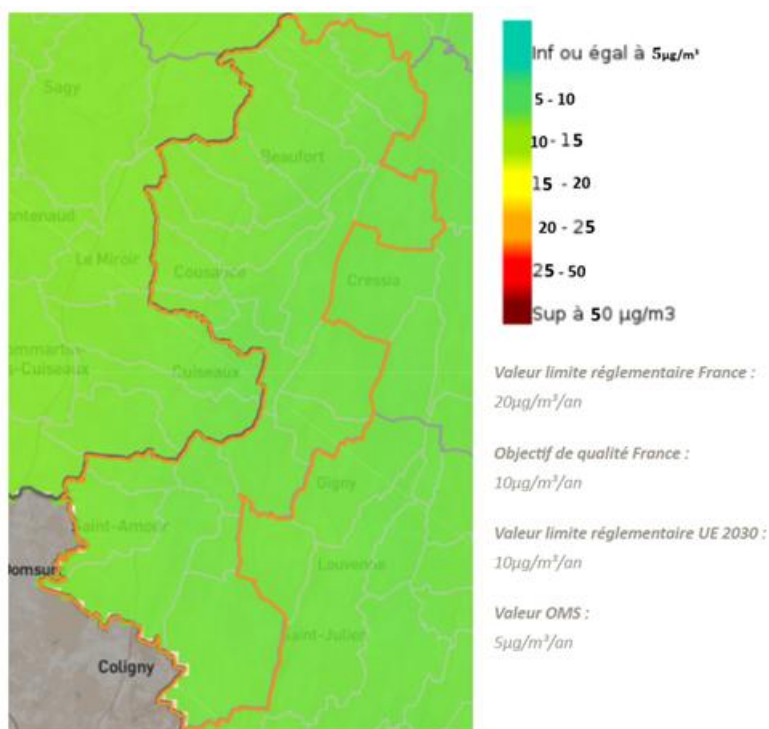 Sagy
Beaufort
ontenaud
Le Miroir
Cousance
Cressia
ommartin-
s-Cuiseaux
Cuiseaux
Gigny
Saint-Amour
Louvenne
Domsur
Saint-Julien
Coligny
Inf ou égal à 5µg/m³
5 - 10
10 - 15
15 - 20
20 - 25
25 - 50
Sup à 50 µg/m3
Valeur limite réglementaire France :
20µg/m³/an
Objectif de qualité France :
10µg/m³/an
Valeur limite réglementaire UE 2030 :
10µg/m³/an
Valeur OMS :
5µg/m³/an